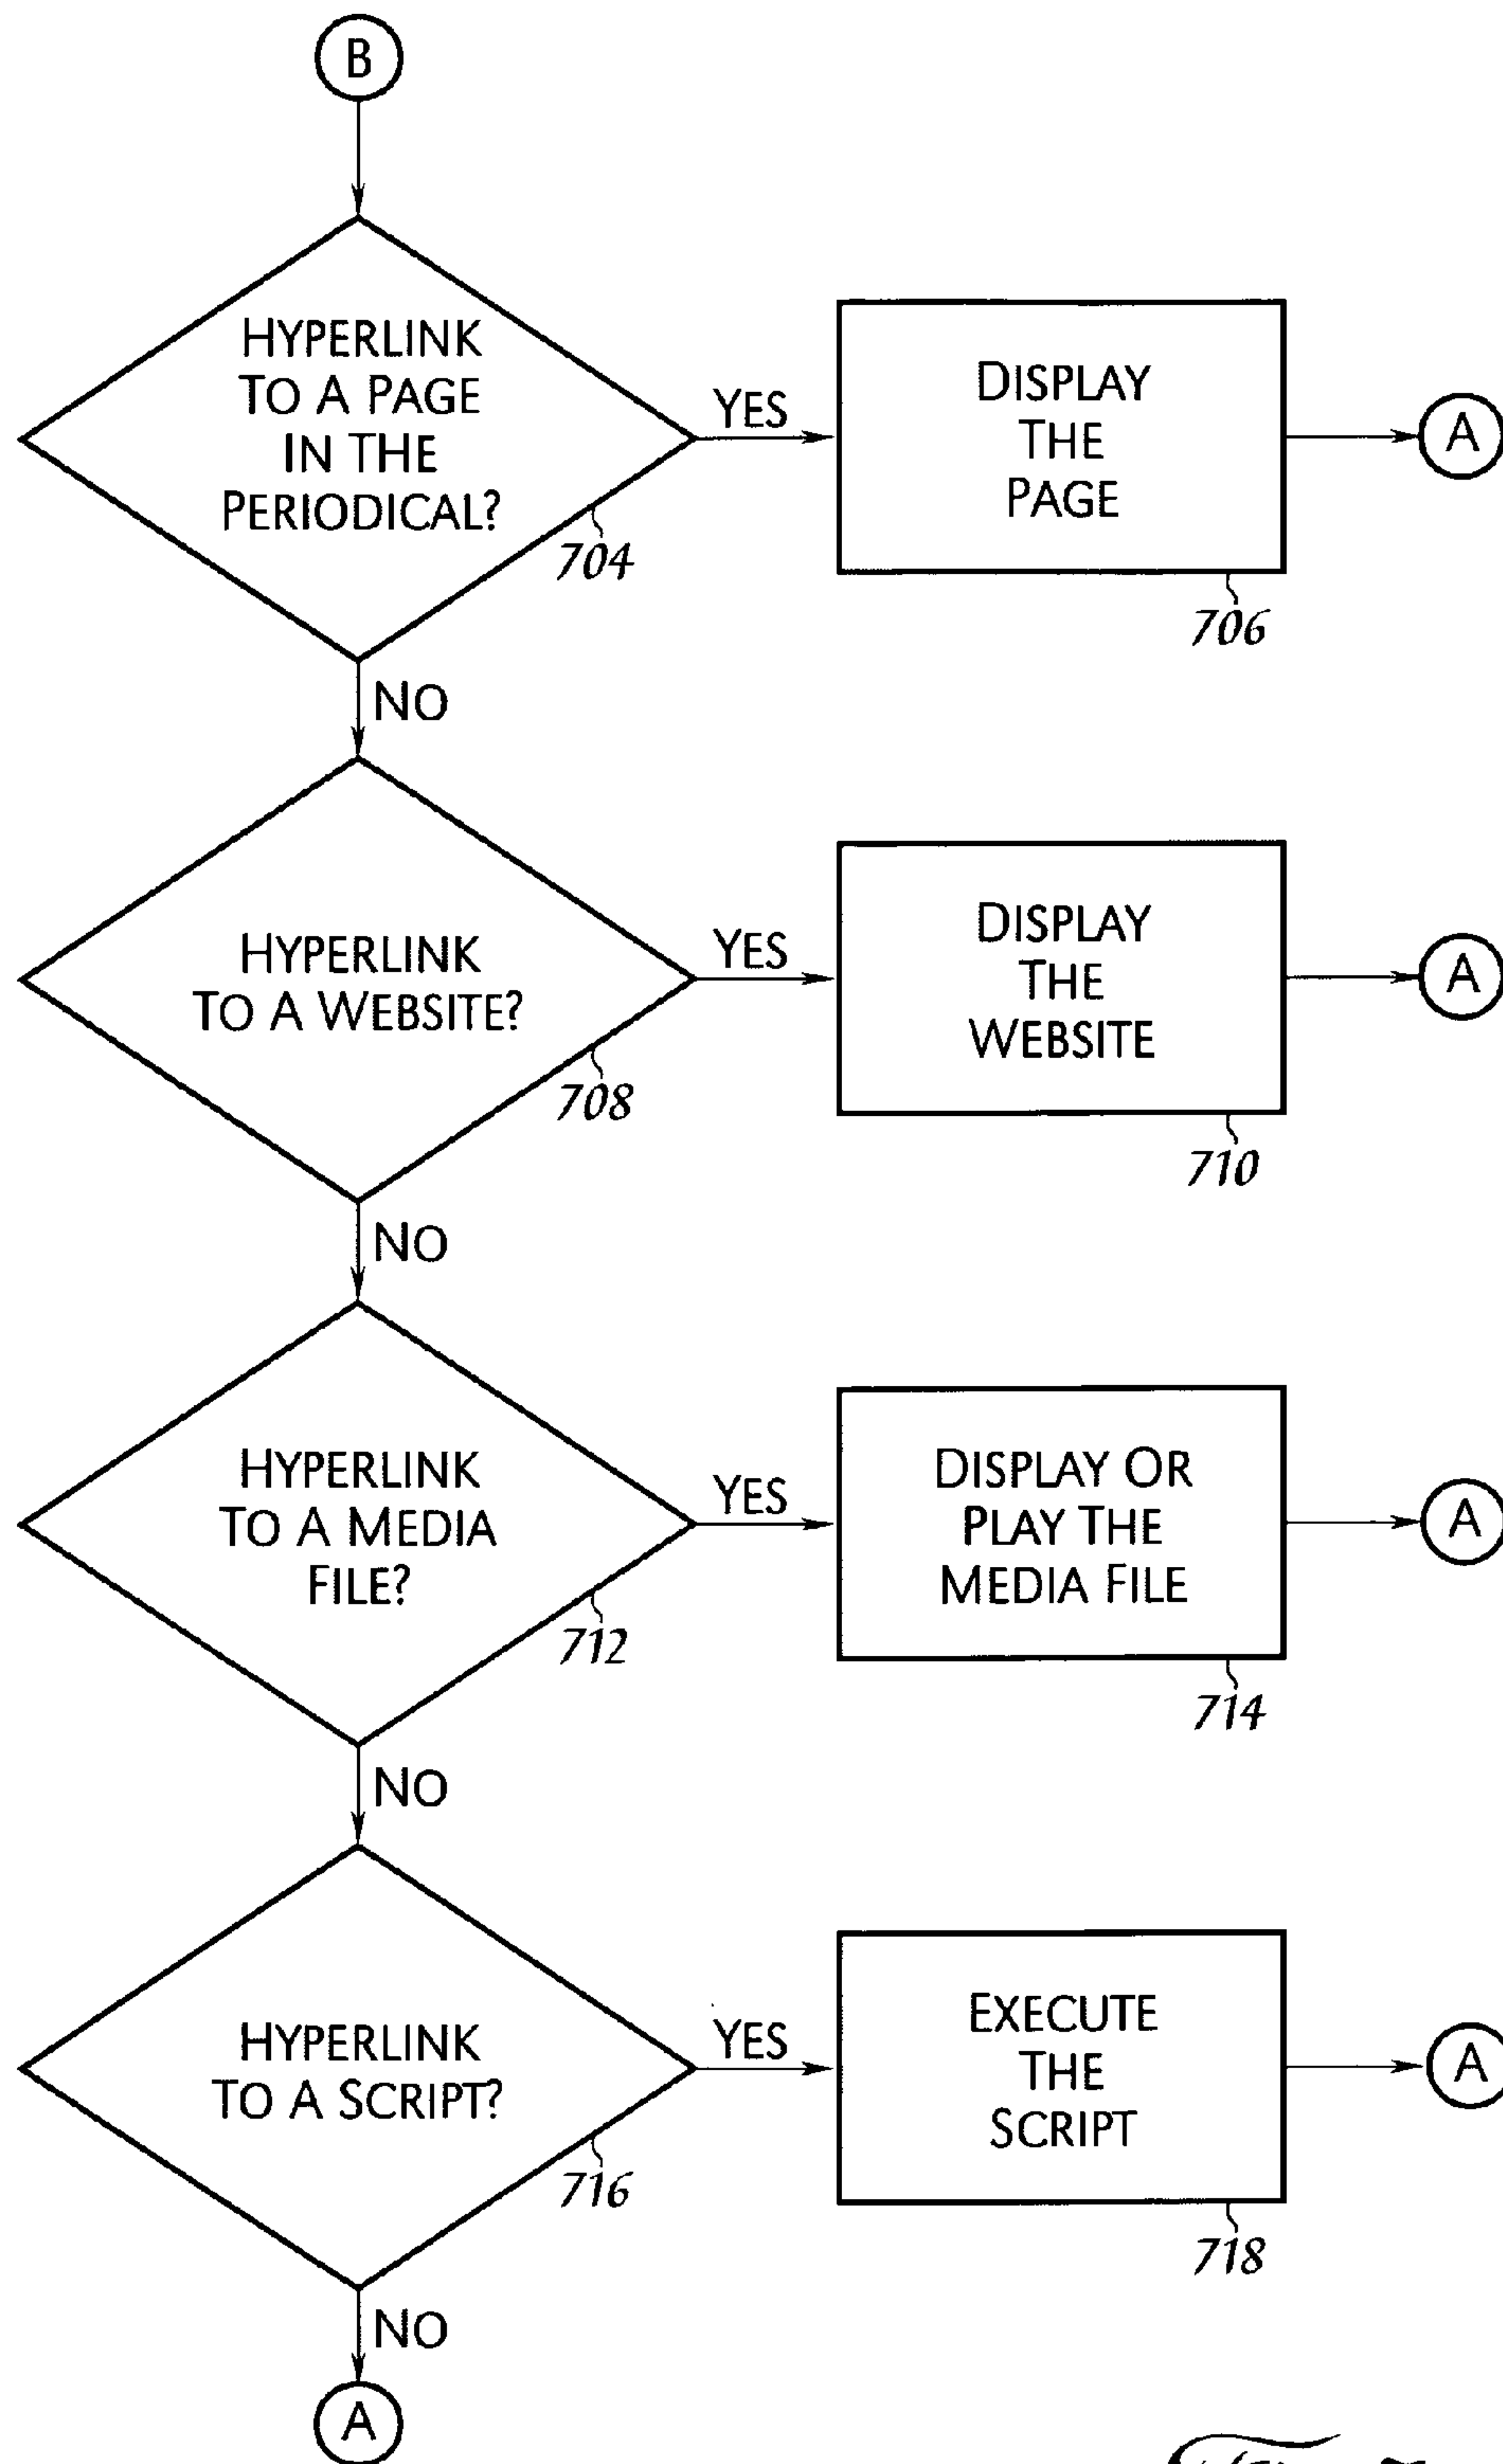 B
HYPERLINK
TO A PAGE
IN THE
PERIODICAL?
704
YES
DISPLAY
THE
PAGE
706
A
NO
HYPERLINK
TO A WEBSITE?
708
YES
DISPLAY
THE
WEBSITE
710
A
NO
HYPERLINK
TO A MEDIA
FILE?
712
YES
DISPLAY OR
PLAY THE
MEDIA FILE
714
A
NO
HYPERLINK
TO A SCRIPT?
716
YES
EXECUTE
THE
SCRIPT
718
A
NO
A